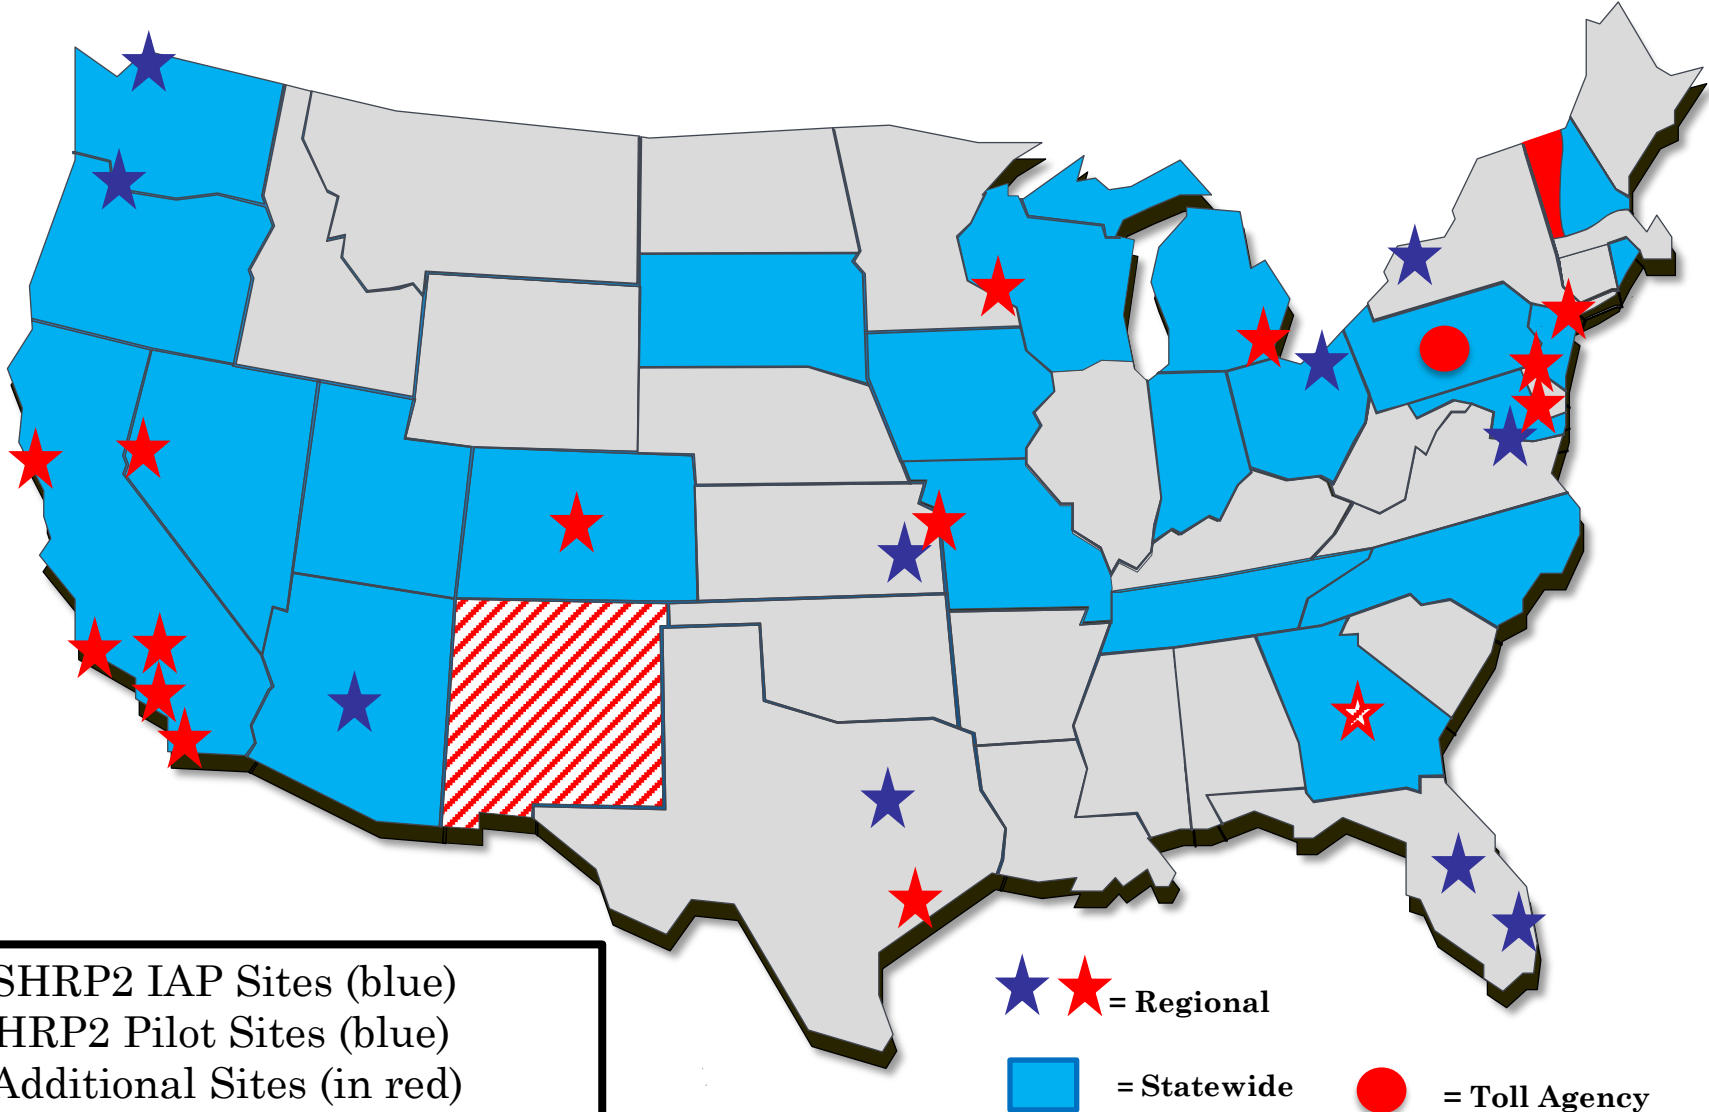 SHRP2 IAP Sites (blue)
HRP2 Pilot Sites (blue)
Additional Sites (in red)
= Regional
= Statewide
= Toll Agency